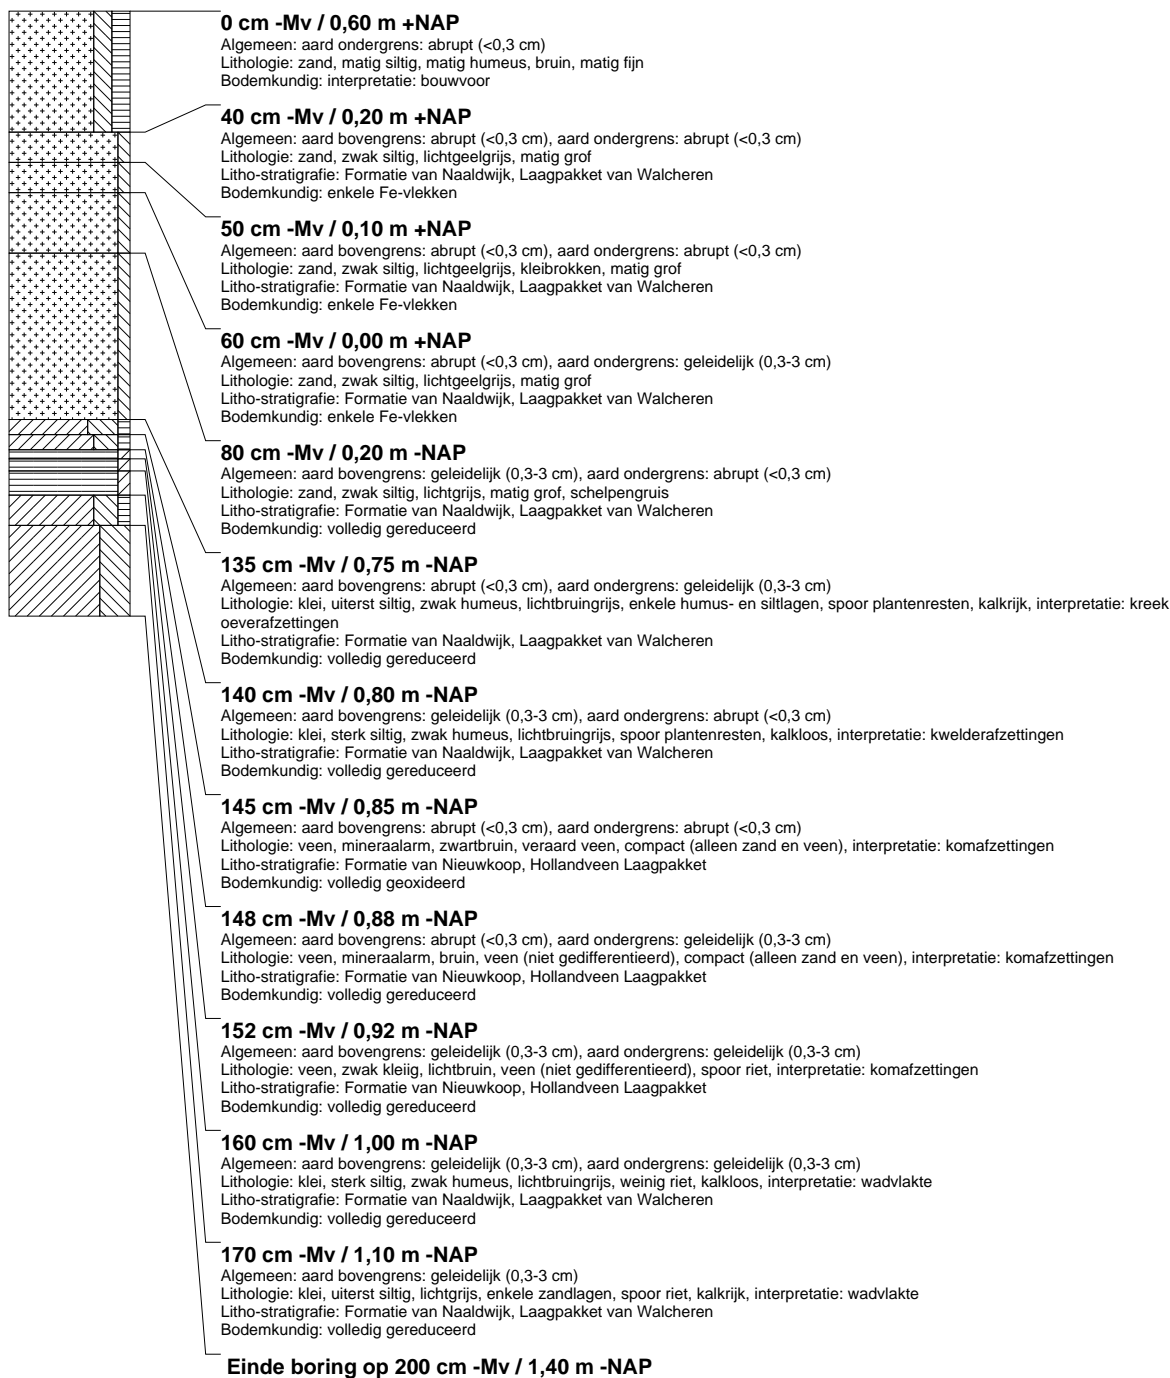 0 cm -Mv / 0,60 m +NAP
Algemeen: aard ondergrens: abrupt (<0,3 cm)
Lithologie: zand, matig siltig, matig humeus, bruin, matig fijn
Bodemkundig: interpretatie: bouwvoor
40 cm -Mv / 0,20 m +NAP
Algemeen: aard bovengrens: abrupt (<0,3 cm), aard ondergrens: abrupt (<0,3 cm)
Lithologie: zand, zwak siltig, lichtgeelgrijs, matig grof
Litho-stratigrafie: Formatie van Naaldwijk, Laagpakket van Walcheren
Bodemkundig: enkele Fe-vlekken
50 cm -Mv / 0,10 m +NAP
Algemeen: aard bovengrens: abrupt (<0,3 cm), aard ondergrens: abrupt (<0,3 cm)
Lithologie: zand, zwak siltig, lichtgeelgrijs, kleibrokken, matig grof
Litho-stratigrafie: Formatie van Naaldwijk, Laagpakket van Walcheren
Bodemkundig: enkele Fe-vlekken
60 cm -Mv / 0,00 m +NAP
Algemeen: aard bovengrens: abrupt (<0,3 cm), aard ondergrens: geleidelijk (0,3-3 cm)
Lithologie: zand, zwak siltig, lichtgeelgrijs, matig grof
Litho-stratigrafie: Formatie van Naaldwijk, Laagpakket van Walcheren
Bodemkundig: enkele Fe-vlekken
80 cm -Mv / 0,20 m -NAP
Algemeen: aard bovengrens: geleidelijk (0,3-3 cm), aard ondergrens: abrupt (<0,3 cm)
Lithologie: zand, zwak siltig, lichtgrijs, matig grof, schelpengruis
Litho-stratigrafie: Formatie van Naaldwijk, Laagpakket van Walcheren
Bodemkundig: volledig gereduceerd
135 cm -Mv / 0,75 m -NAP
Algemeen: aard bovengrens: abrupt (<0,3 cm), aard ondergrens: geleidelijk (0,3-3 cm)
Lithologie: klei, uiterst siltig, zwak humeus, lichtbruingrijs, enkele humus- en siltlagen, spoor plantenresten, kalkrijk, interpretatie: kreek
oeverafzettingen
Litho-stratigrafie: Formatie van Naaldwijk, Laagpakket van Walcheren
Bodemkundig: volledig gereduceerd
140 cm -Mv / 0,80 m -NAP
Algemeen: aard bovengrens: geleidelijk (0,3-3 cm), aard ondergrens: abrupt (<0,3 cm)
Lithologie: klei, sterk siltig, zwak humeus, lichtbruingrijs, spoor plantenresten, kalkloos, interpretatie: kwelderafzettingen
Litho-stratigrafie: Formatie van Naaldwijk, Laagpakket van Walcheren
Bodemkundig: volledig gereduceerd
145 cm -Mv / 0,85 m -NAP
Algemeen: aard bovengrens: abrupt (<0,3 cm), aard ondergrens: abrupt (<0,3 cm)
Lithologie: veen, mineraalarm, zwartbruin, veraard veen, compact (alleen zand en veen), interpretatie: komafzettingen
Litho-stratigrafie: Formatie van Nieuwkoop, Hollandveen Laagpakket
Bodemkundig: volledig geoxideerd
148 cm -Mv / 0,88 m -NAP
Algemeen: aard bovengrens: abrupt (<0,3 cm), aard ondergrens: geleidelijk (0,3-3 cm)
Lithologie: veen, mineraalarm, bruin, veen (niet gedifferentieerd), compact (alleen zand en veen), interpretatie: komafzettingen
Litho-stratigrafie: Formatie van Nieuwkoop, Hollandveen Laagpakket
Bodemkundig: volledig gereduceerd
152 cm -Mv / 0,92 m -NAP
Algemeen: aard bovengrens: geleidelijk (0,3-3 cm), aard ondergrens: geleidelijk (0,3-3 cm)
Lithologie: veen, zwak kleiig, lichtbruin, veen (niet gedifferentieerd), spoor riet, interpretatie: komafzettingen
Litho-stratigrafie: Formatie van Nieuwkoop, Hollandveen Laagpakket
Bodemkundig: volledig gereduceerd
160 cm -Mv / 1,00 m -NAP
Algemeen: aard bovengrens: geleidelijk (0,3-3 cm), aard ondergrens: geleidelijk (0,3-3 cm)
Lithologie: klei, sterk siltig, zwak humeus, lichtbruingrijs, weinig riet, kalkloos, interpretatie: wadvlakte
Litho-stratigrafie: Formatie van Naaldwijk, Laagpakket van Walcheren
Bodemkundig: volledig gereduceerd
170 cm -Mv / 1,10 m -NAP
Algemeen: aard bovengrens: geleidelijk (0,3-3 cm)
Lithologie: klei, uiterst siltig, lichtgrijs, enkele zandlagen, spoor riet, kalkrijk, interpretatie: wadvlakte
Litho-stratigrafie: Formatie van Naaldwijk, Laagpakket van Walcheren
Bodemkundig: volledig gereduceerd
Einde boring op 200 cm -Mv / 1,40 m -NAP